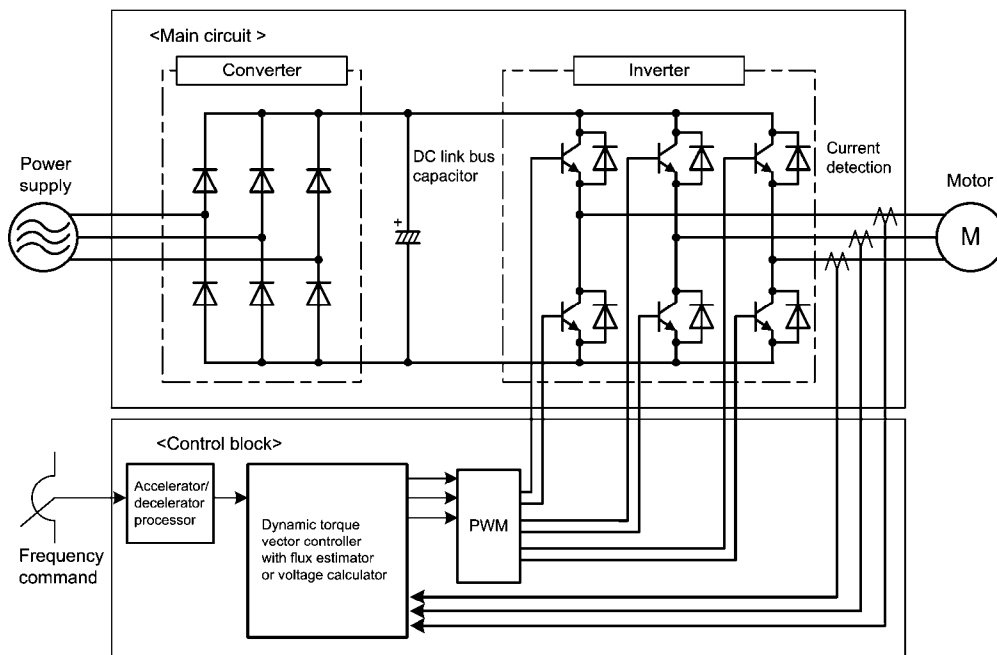 <Main circuit >
Converter
Inverter
Power
supply
DC link bus
capacitor
+
Current
detection
Motor
M
<Control block>
Accelerator/
decelerator
processor
Dynamic torque
vector controller
with flux estimator
or voltage calculator
PWM
Frequency
command